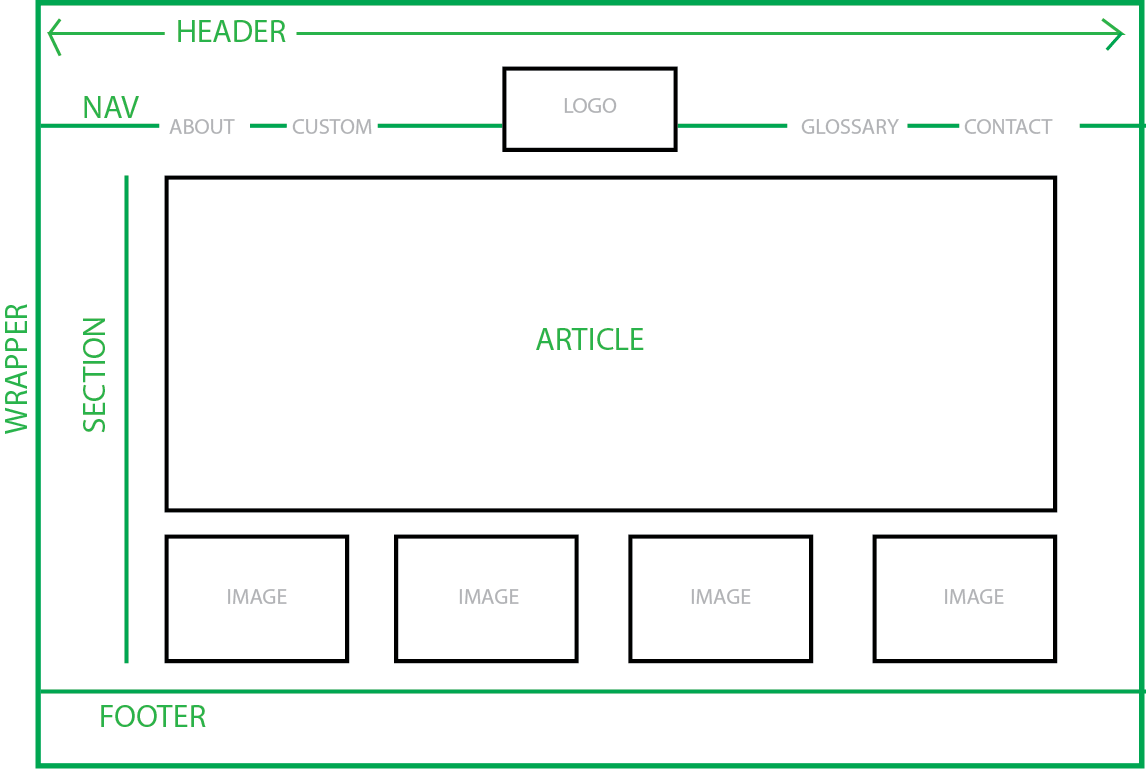 HEADER
NAV
LOGO
ABOUT
CUSTOM
GLOSSARY
CONTACT
WRAPPER
SECTION
ARTICLE
IMAGE
IMAGE
IMAGE
IMAGE
FOOTER